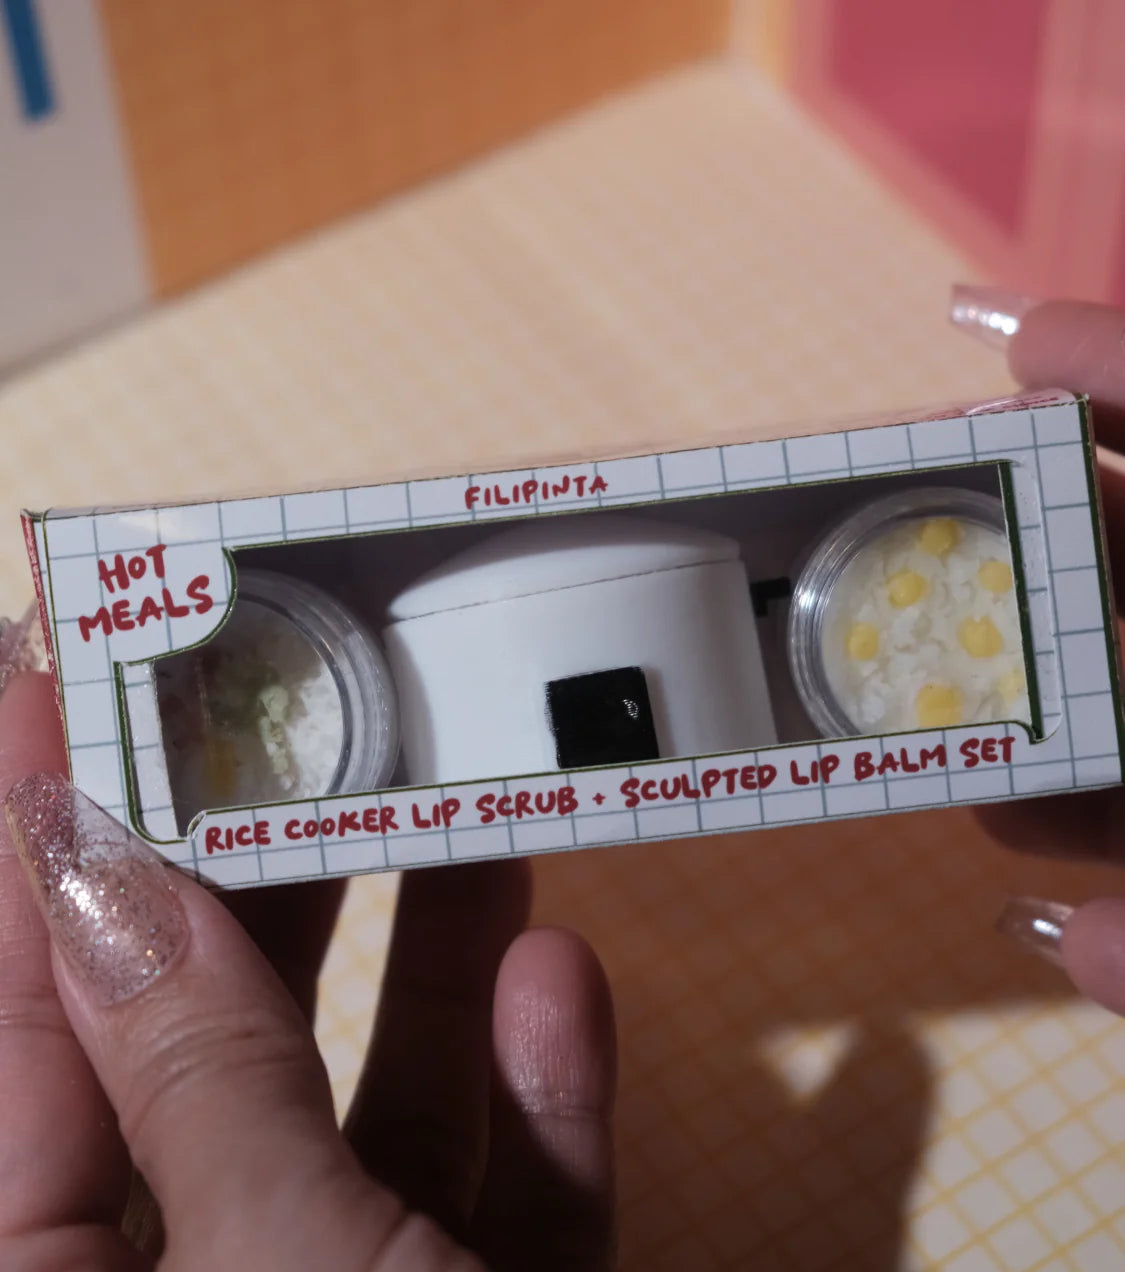 FILIPINTA
HOT
MEALS
RICE COOKER LIP SCRUB + SCULPTED LIP BALM SET